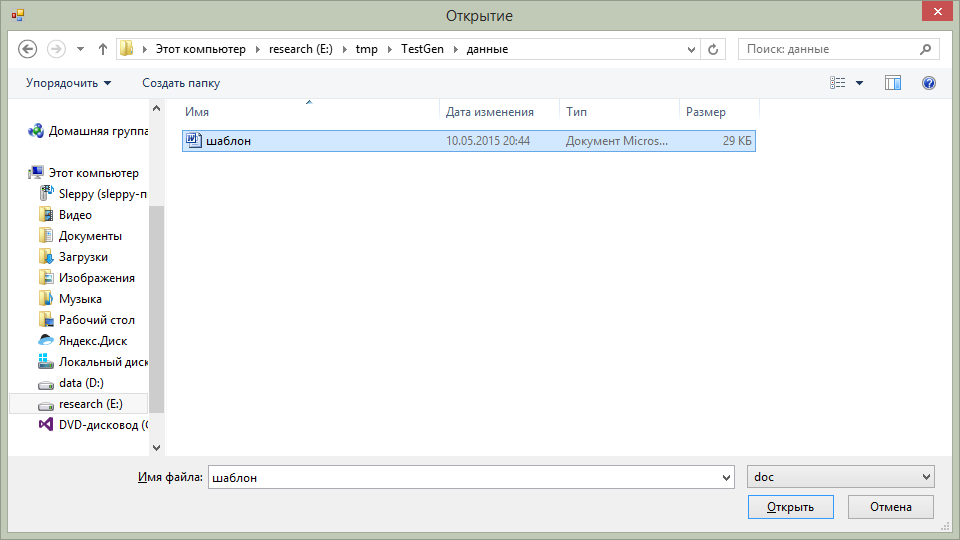 Открытие
Этот компьютер research (E:) tmp TestGen данные
Поиск: данные
Упорядочить Создать папку
Имя Дата изменения Тип Размер
шаблон 10.05.2015 20:44 Документ Micros... 29 КБ
Домашняя группа
Этот компьютер
Sleppy (sleppy-п
Видео
Документы
Загрузки
Изображения
Музыка
Рабочий стол
Яндекс.Диск
Локальный диск
data (D:)
research (E:)
DVD-дисковод (
Имя файла: шаблон doc
Открыть Отмена